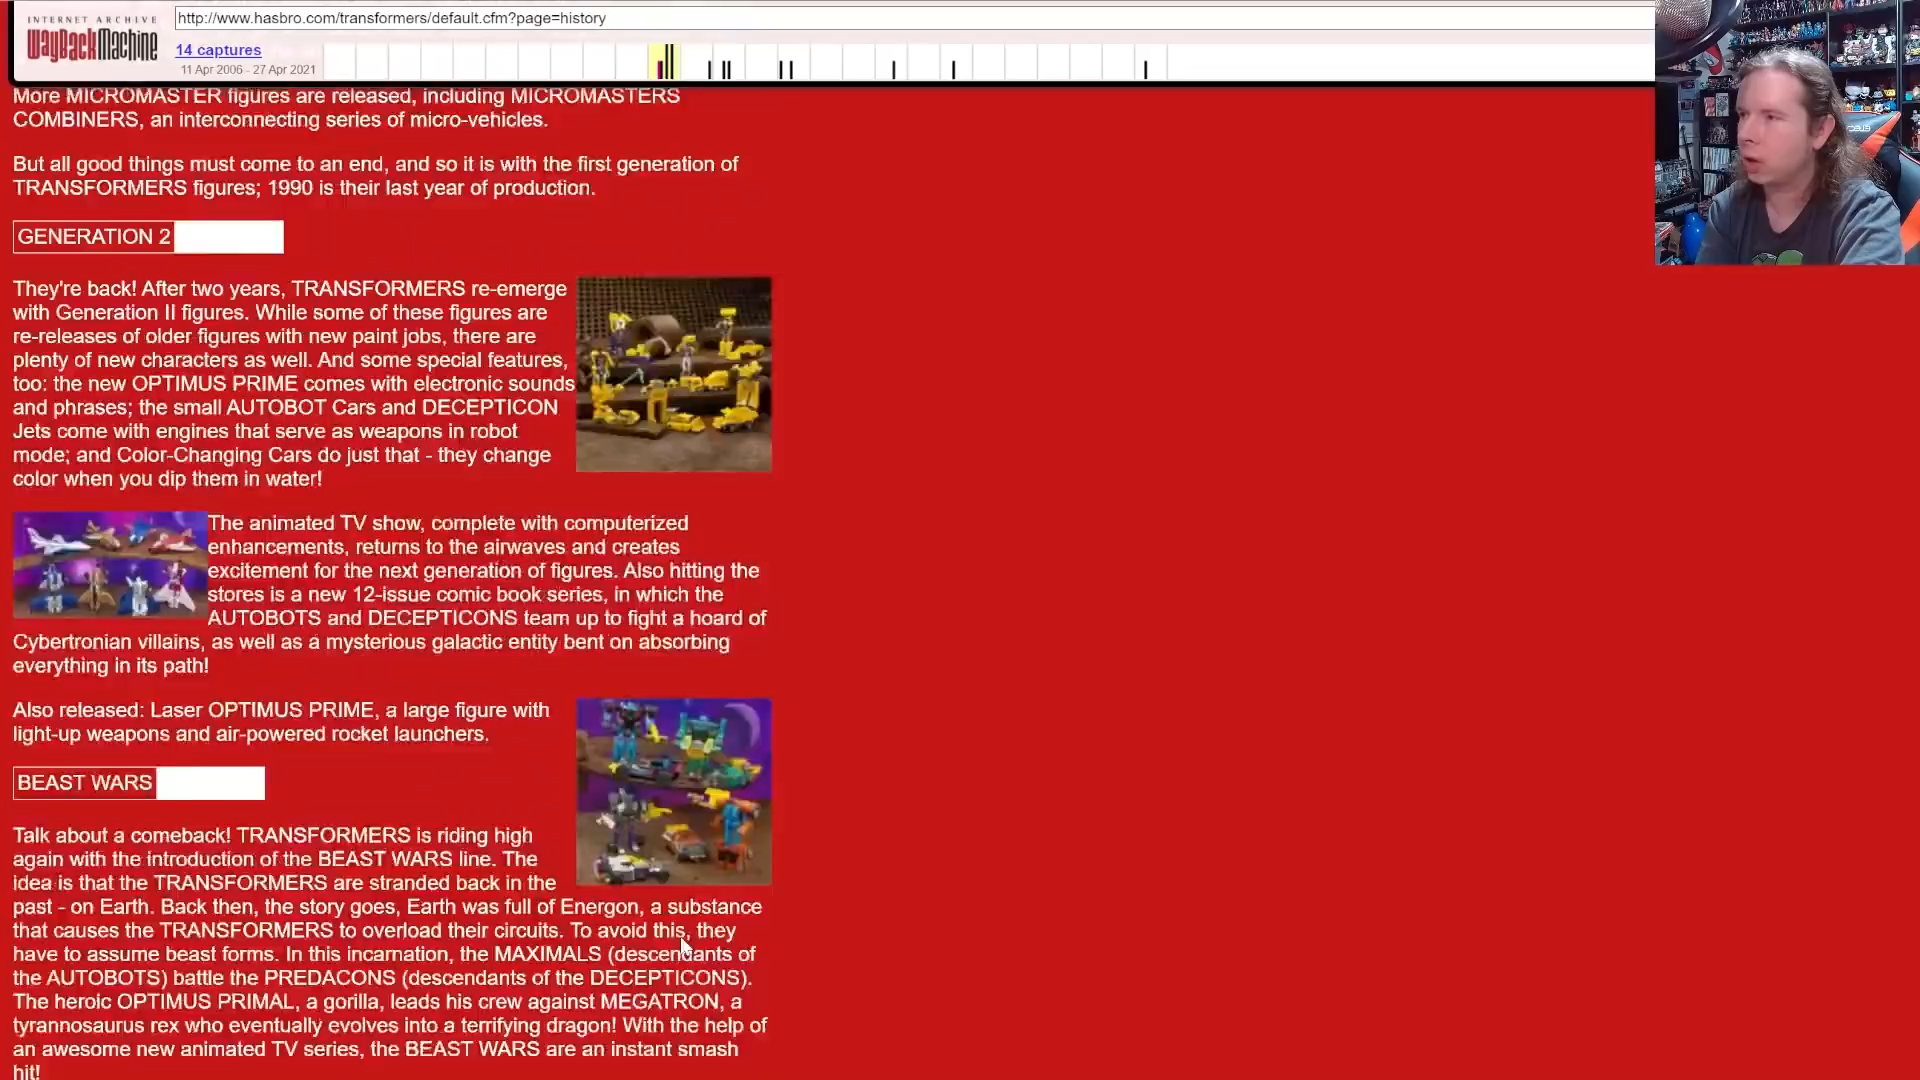 INTERNET ARCHIVE
WayBackMachine
http://www.hasbro.com/transformers/default.cfm?page=history
14 captures
11 Apr 2006 - 27 Apr 2021
More MICROMASTER figures are released, including MICROMASTERS
COMBINERS, an interconnecting series of micro-vehicles.
But all good things must come to an end, and so it is with the first generation of
TRANSFORMERS figures; 1990 is their last year of production.
GENERATION 2
They're back! After two years, TRANSFORMERS re-emerge
with Generation II figures. While some of these figures are
re-releases of older figures with new paint jobs, there are
plenty of new characters as well. And some special features,
too: the new OPTIMUS PRIME comes with electronic sounds
and phrases; the small AUTOBOT Cars and DECEPTICON
Jets come with engines that serve as weapons in robot
mode; and Color-Changing Cars do just that - they change
color when you dip them in water!
The animated TV show, complete with computerized
enhancements, returns to the airwaves and creates
excitement for the next generation of figures. Also hitting the
stores is a new 12-issue comic book series, in which the
AUTOBOTS and DECEPTICONS team up to fight a hoard of
Cybertronian villains, as well as a mysterious galactic entity bent on absorbing
everything in its path!
Also released: Laser OPTIMUS PRIME, a large figure with
light-up weapons and air-powered rocket launchers.
BEAST WARS
Talk about a comeback! TRANSFORMERS is riding high
again with the introduction of the BEAST WARS line. The
idea is that the TRANSFORMERS are stranded back in the
past - on Earth. Back then, the story goes, Earth was full of Energon, a substance
that causes the TRANSFORMERS to overload their circuits. To avoid this, they
have to assume beast forms. In this incarnation, the MAXIMALS (descendants of
the AUTOBOTS) battle the PREDACONS (descendants of the DECEPTICONS).
The heroic OPTIMUS PRIMAL, a gorilla, leads his crew against MEGATRON, a
tyrannosaurus rex who eventually evolves into a terrifying dragon! With the help of
an awesome new animated TV series, the BEAST WARS are an instant smash
hit!